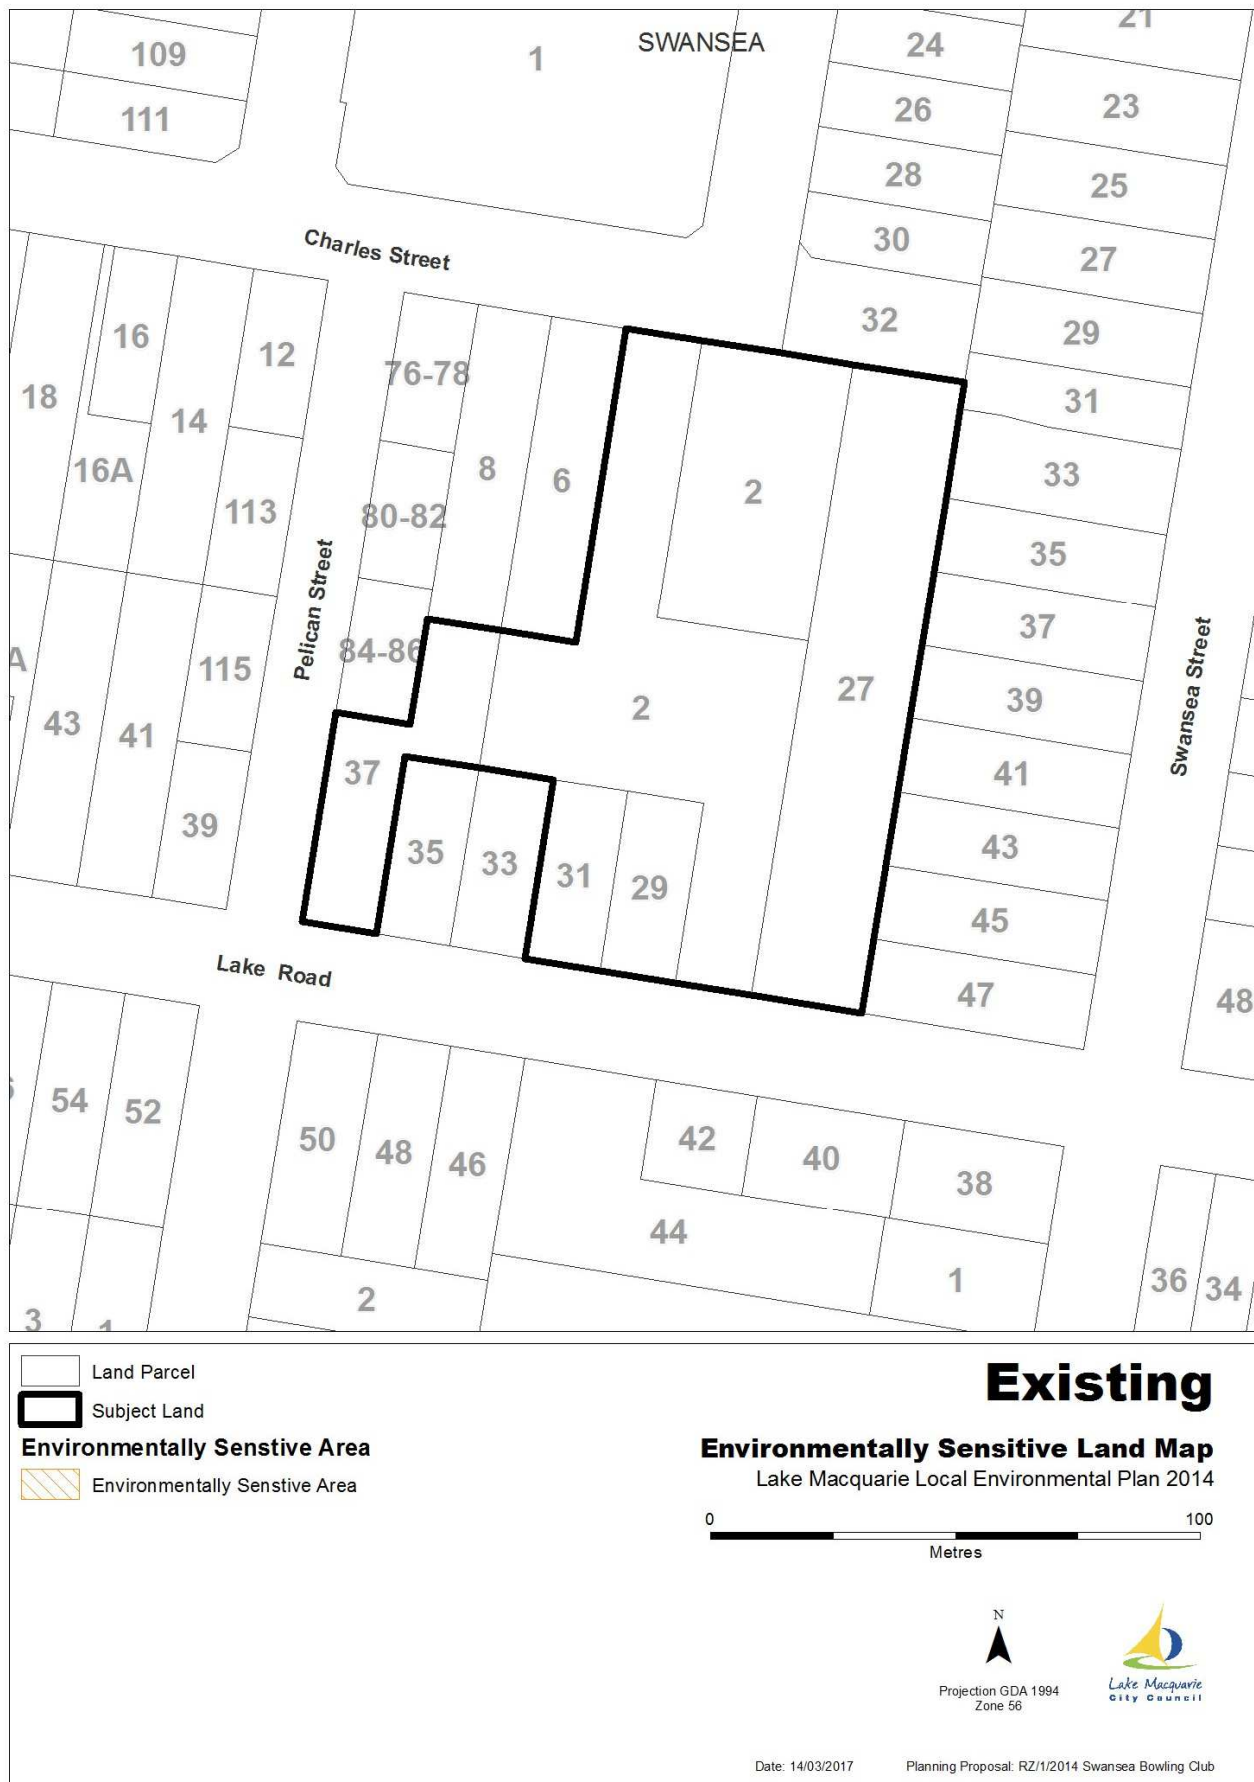 SWANSEA
109
1
24
21
111
26
23
28
25
30
27
Charles Street
32
29
16
12
76-78
31
18
14
8
6
2
33
16A
113
80-82
35
Pelican Street
84-86
37
Swansea Street
A
115
2
27
39
43
41
37
41
39
35
33
31
29
43
45
Lake Road
47
48
54
52
50
48
46
42
40
38
44
36
34
1
2
3
1
Land Parcel
Subject Land
Environmentally Senstive Area
Environmentally Senstive Area
Existing
Environmentally Sensitive Land Map
Lake Macquarie Local Environmental Plan 2014
0 100
Metres
N
Projection GDA 1994
Zone 56
Lake Macquarie
City Council
Date: 14/03/2017 Planning Proposal: RZ/1/2014 Swansea Bowling Club